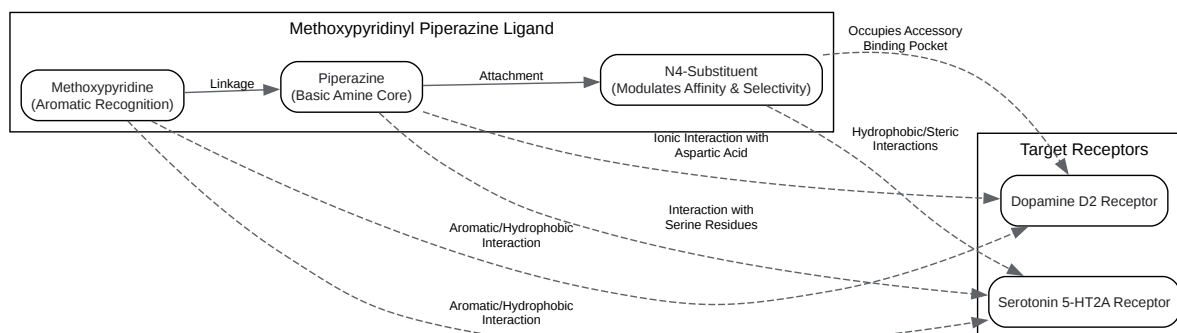 Methoxypyridinyl Piperazine Ligand
Methoxypyridine
(Aromatic Recognition)
Linkage
Piperazine
(Basic Amine Core)
Attachment
N4-Substituent
(Modulates Affinity & Selectivity)
Occupies Accessory
Binding Pocket
Ionic Interaction with
Aspartic Acid
Hydrophobic/Steric
Interactions
Target Receptors
Dopamine D2 Receptor
Interaction with
Serine Residues
Aromatic/Hydrophobic
Interaction
Serotonin 5-HT2A Receptor
Aromatic/Hydrophobic
Interaction